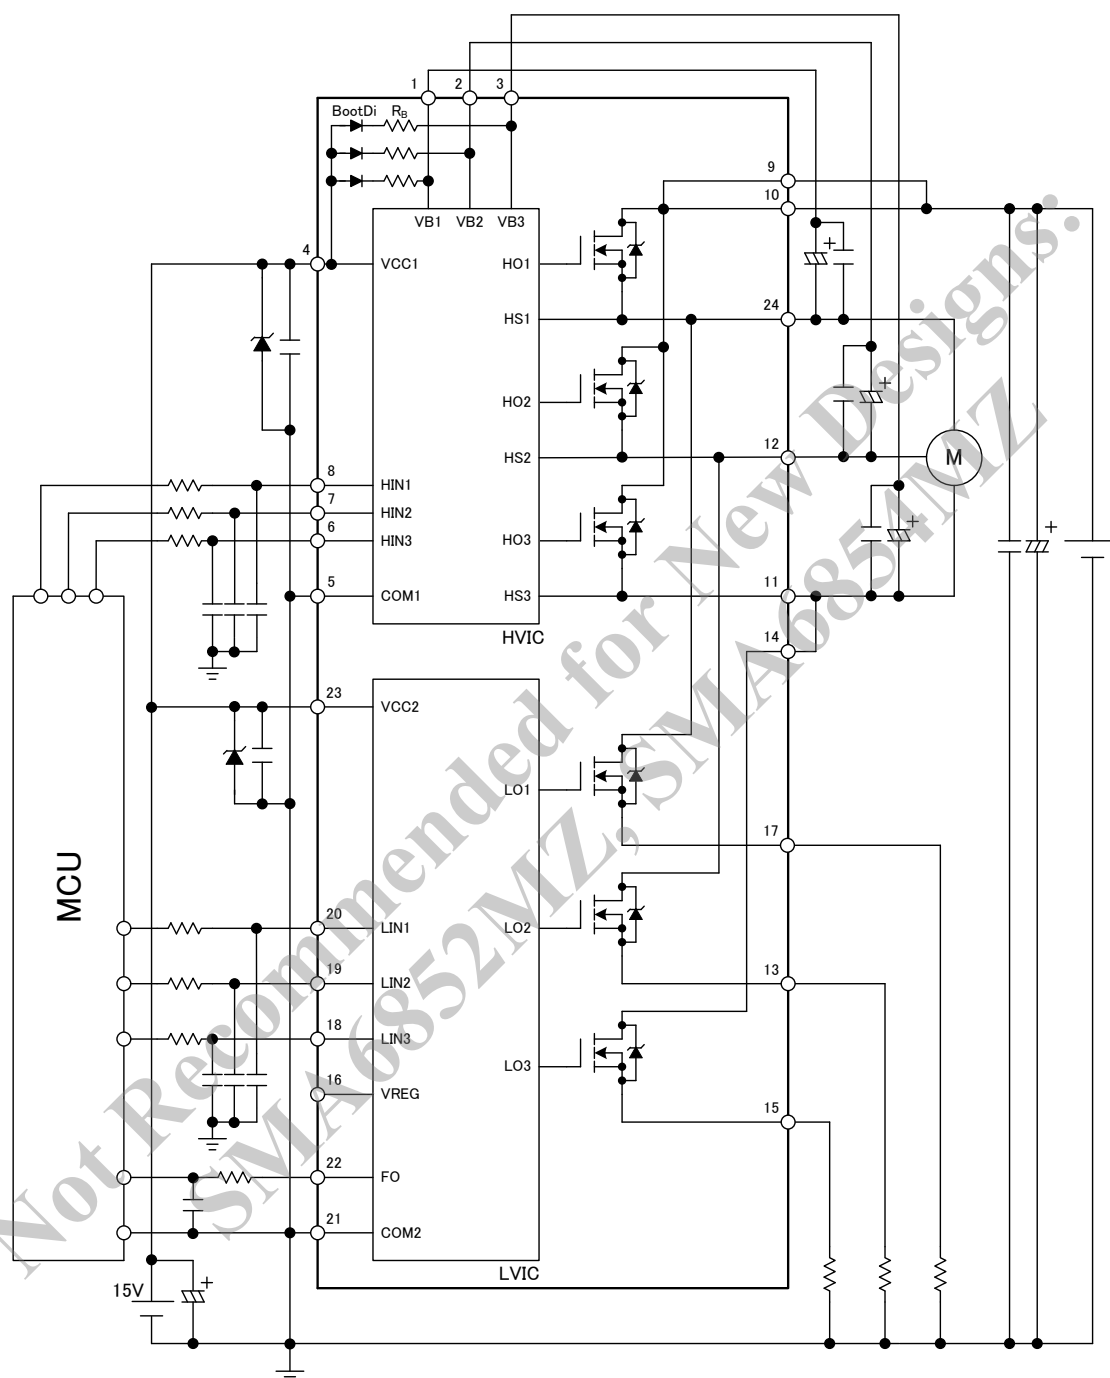 1
2
3
BootDi
R_B
9
10
VB1
VB2
VB3
4
VCC1
HO1
+
HS1
24
HO2
+
HS2
12
M
8
HIN1
7
HIN2
6
HIN3
HO3
+
+
5
COM1
HS3
11
HVIC
14
23
VCC2
LO1
17
MCU
20
LIN1
LO2
19
LIN2
13
18
LIN3
LO3
16
VREG
15
22
FO
21
COM2
LVIC
15V
+
Not Recommended for New Designs:
SMA6852MZ, SMA6854MZ